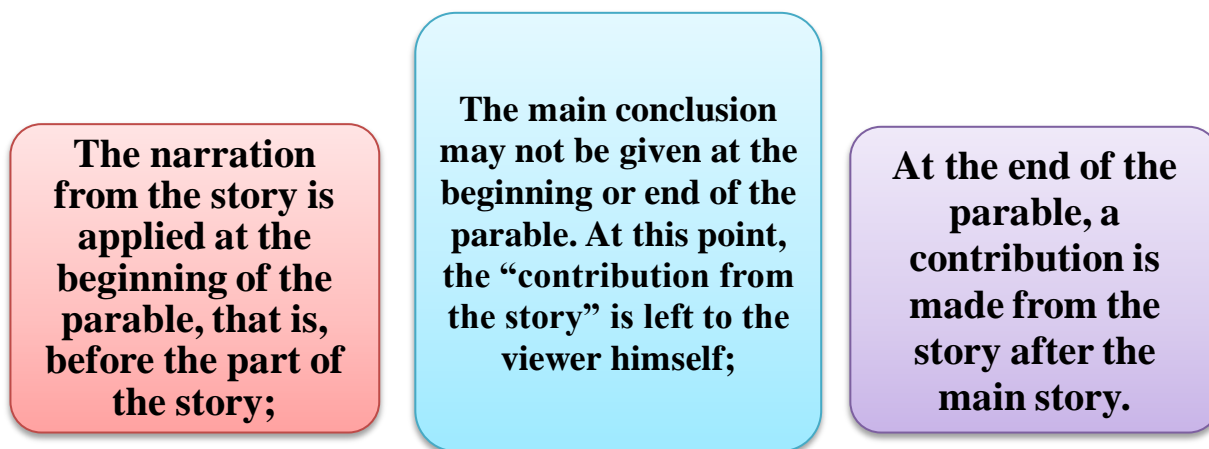 The narration
from the story is
applied at the
beginning of the
parable, that is,
before the part of
the story;
The main conclusion
may not be given at the
beginning or end of the
parable. At this point,
the “contribution from
the story” is left to the
viewer himself;
At the end of the
parable, a
contribution is
made from the
story after the
main story.